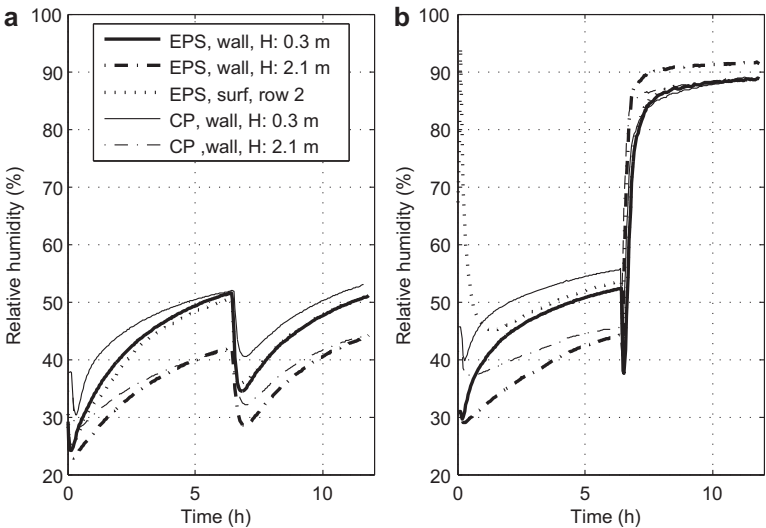 a
100
90
80
70
60
50
40
30
20
0
5
10
Relative humidity (%)
Time (h)
EPS, wall, H: 0.3 m
EPS, wall, H: 2.1 m
EPS, surf, row 2
CP, wall, H: 0.3 m
CP ,wall, H: 2.1 m
b
100
90
80
70
60
50
40
30
20
0
5
10
Relative humidity (%)
Time (h)